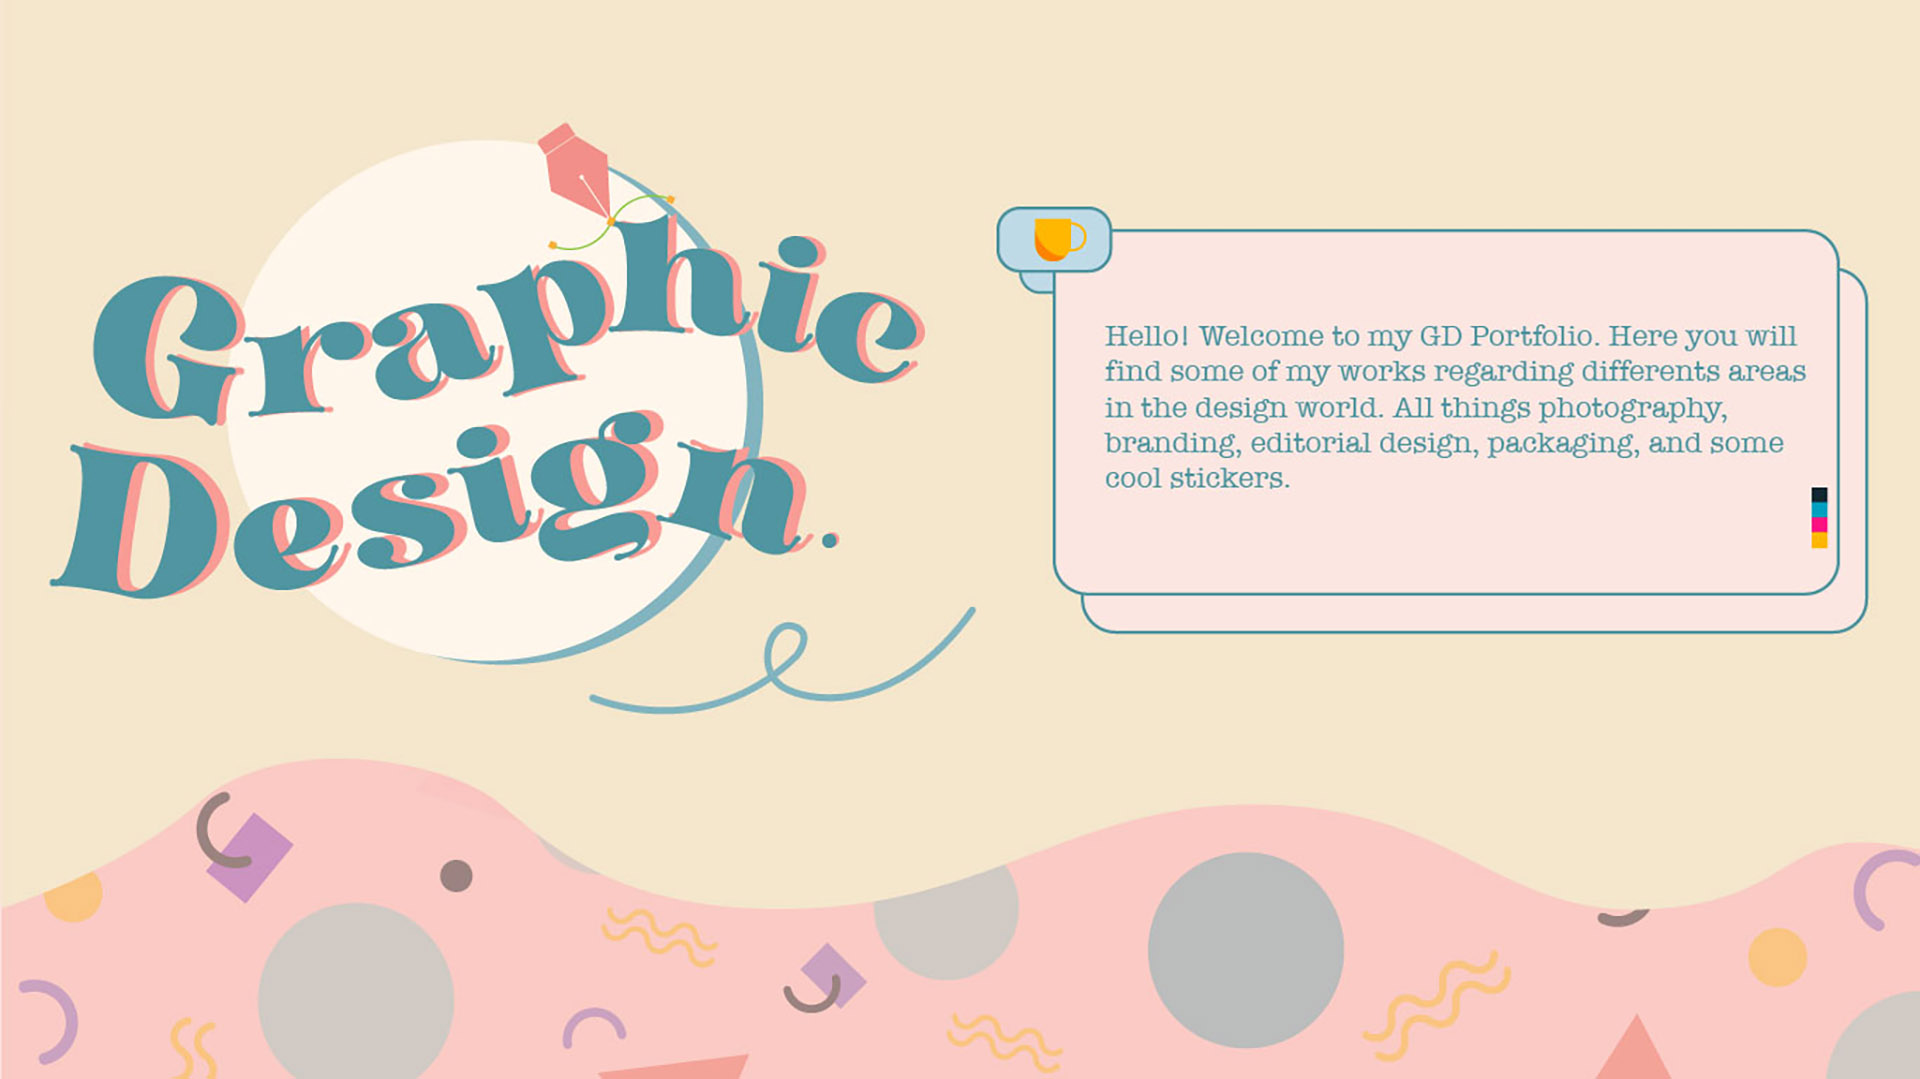 Graphic
Design.
Hello! Welcome to my GD Portfolio. Here you will
find some of my works regarding differents areas
in the design world. All things photography,
branding, editorial design, packaging, and some
cool stickers.